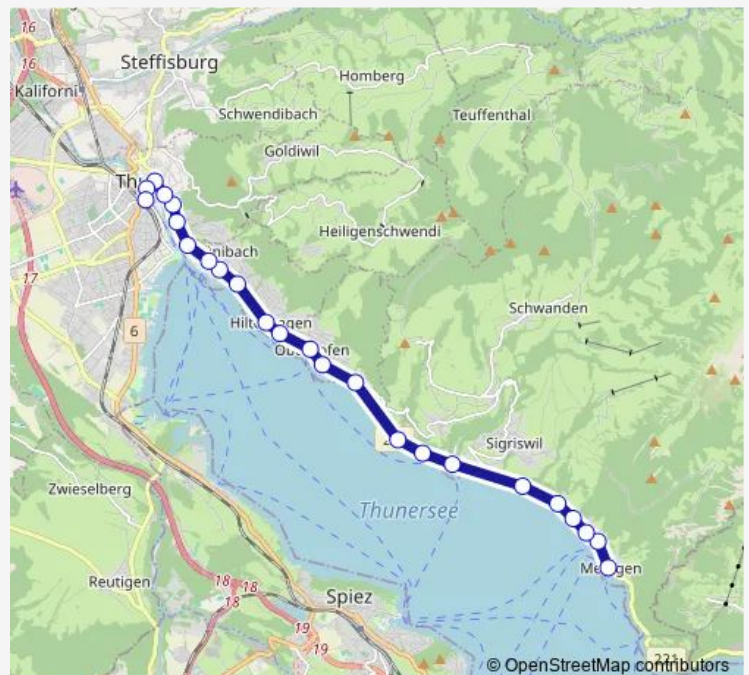 16
16
Steffisburg
Kaliforni
Homberg
Schwendibach
Teuffenthal
Goldiwil
Heiligenschwendi
17
6
Schwanden
Sigriswil
Zwieselberg
Thunersee
Reutigen
18
18
18
Spiez
19
19
221
© OpenStreetMap contributors